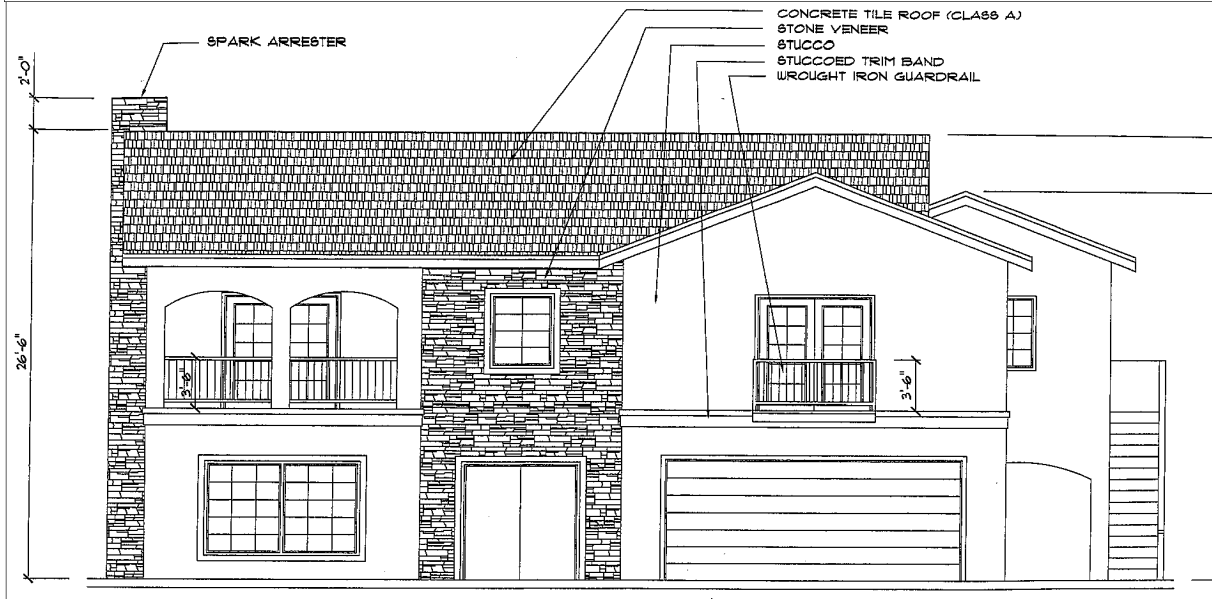 CONCRETE TILE ROOF (CLASS A)
STONE VENEER
STUCCO
STUCCOED TRIM BAND
WROUGHT IRON GUARDRAIL
SPARK ARRESTER
2'-0"
26'-6"
3'-6"
3'-6"